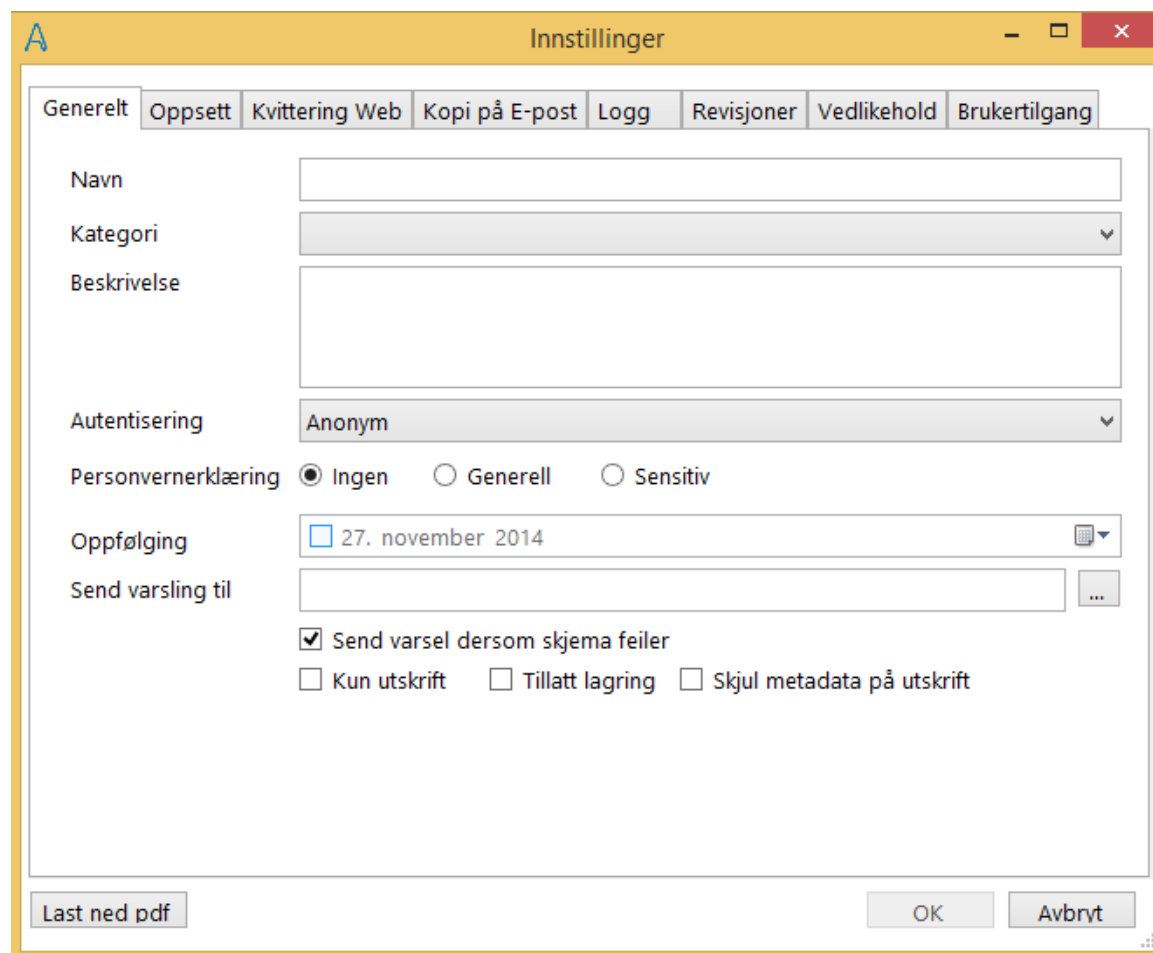 Innstillinger
Generelt Oppsett Kvittering Web Kopi på E-post Logg Revisjoner Vedlikehold Brukertilgang
Navn
Kategori
Beskrivelse
Autentisering Anonym
Personvernerklæring Ingen Generell Sensitiv
Oppfølging 27. november 2014
Send varsling til ...
Send varsel dersom skjema feiler
Kun utskrift Tillatt lagring Skjul metadata på utskrift
Last ned pdf OK Avbryt